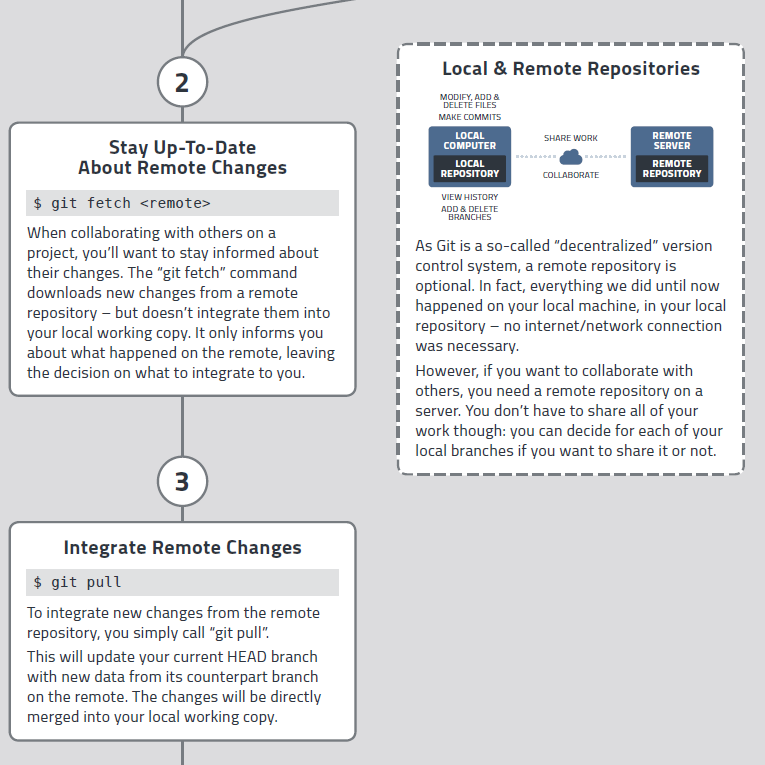 2
Stay Up-To-Date
About Remote Changes
$ git fetch <remote>
When collaborating with others on a
project, you’ll want to stay informed about
their changes. The “git fetch” command
downloads new changes from a remote
repository – but doesn’t integrate them into
your local working copy. It only informs you
about what happened on the remote, leaving
the decision on what to integrate to you.
3
Integrate Remote Changes
$ git pull
To integrate new changes from the remote
repository, you simply call “git pull”.
This will update your current HEAD branch
with new data from its counterpart branch
on the remote. The changes will be directly
merged into your local working copy.
Local & Remote Repositories
MODIFY, ADD &
DELETE FILES
MAKE COMMITS
LOCAL
COMPUTER
LOCAL
REPOSITORY
VIEW HISTORY
ADD & DELETE
BRANCHES
SHARE WORK
COLLABORATE
REMOTE
SERVER
REMOTE
REPOSITORY
As Git is a so-called “decentralized” version
control system, a remote repository is
optional. In fact, everything we did until now
happened on your local machine, in your local
repository – no internet/network connection
was necessary.
However, if you want to collaborate with
others, you need a remote repository on a
server. You don’t have to share all of your
work though: you can decide for each of your
local branches if you want to share it or not.